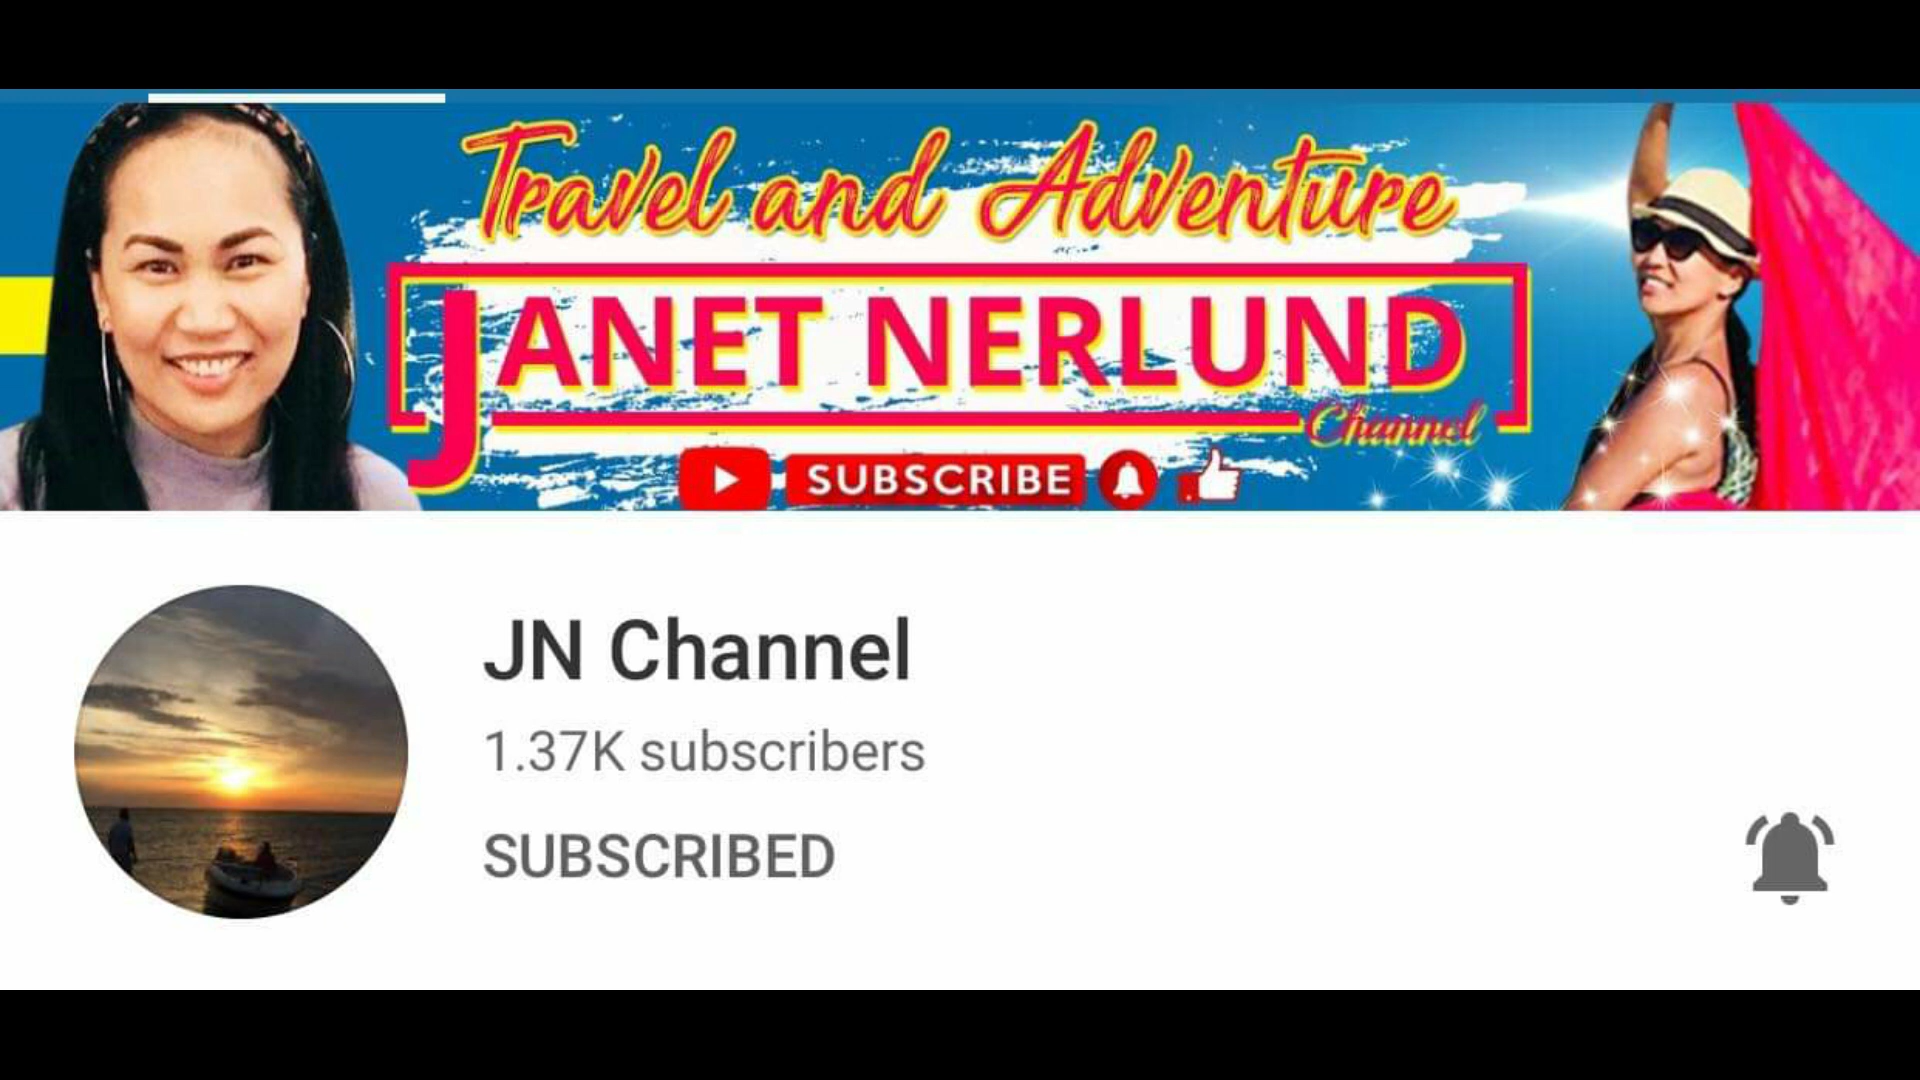 Travel and Adventure
JANET NERLUND
Channel
SUBSCRIBE
JN Channel
1.37K subscribers
SUBSCRIBED